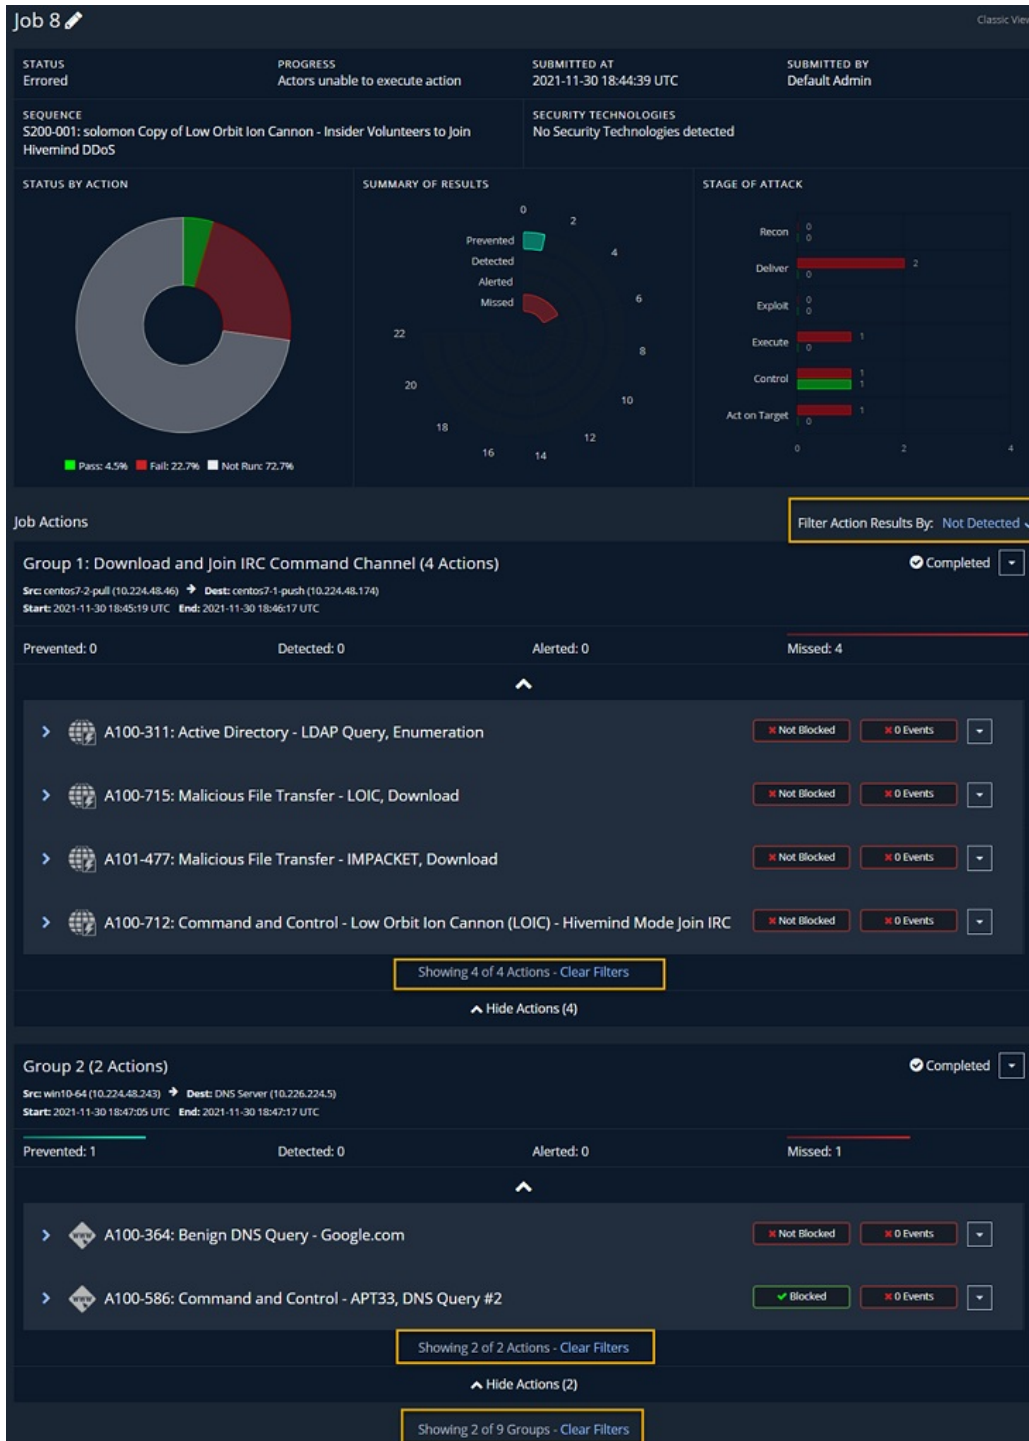 Job 8
Classic View
STATUS
Errored
PROGRESS
Actors unable to execute action
SUBMITTED AT
2021-11-30 18:44:39 UTC
SUBMITTED BY
Default Admin
SEQUENCE
S200-001: solomon Copy of Low Orbit Ion Cannon - Insider Volunteers to Join
Hivemind DDoS
SECURITY TECHNOLOGIES
No Security Technologies detected
STATUS BY ACTION
Pass: 4.5% Fail: 22.7% Not Run: 72.7%
SUMMARY OF RESULTS
Prevented
Detected
Alerted
Missed
0
2
4
6
8
10
12
14
16
18
20
22
STAGE OF ATTACK
Recon 0
0
Deliver 2
0
Exploit 0
0
Execute 1
0
Control 1
1
Act on Target 1
0
0 2 4
Job Actions
Filter Action Results By: Not Detected
Group 1: Download and Join IRC Command Channel (4 Actions)
Completed
Src: centos7-2-pull (10.224.48.46) → Dest: centos7-1-push (10.224.48.174)
Start: 2021-11-30 18:45:19 UTC End: 2021-11-30 18:46:17 UTC
Prevented: 0 Detected: 0 Alerted: 0 Missed: 4
A100-311: Active Directory - LDAP Query, Enumeration Not Blocked 0 Events
A100-715: Malicious File Transfer - LOIC, Download Not Blocked 0 Events
A101-477: Malicious File Transfer - IMPACKET, Download Not Blocked 0 Events
A100-712: Command and Control - Low Orbit Ion Cannon (LOIC) - Hivemind Mode Join IRC Not Blocked 0 Events
Showing 4 of 4 Actions - Clear Filters
Hide Actions (4)
Group 2 (2 Actions)
Completed
Src: win10-64 (10.224.48.243) → Dest: DNS Server (10.226.224.5)
Start: 2021-11-30 18:47:05 UTC End: 2021-11-30 18:47:17 UTC
Prevented: 1 Detected: 0 Alerted: 0 Missed: 1
A100-364: Benign DNS Query - Google.com Not Blocked 0 Events
A100-586: Command and Control - APT33, DNS Query #2 Blocked 0 Events
Showing 2 of 2 Actions - Clear Filters
Hide Actions (2)
Showing 2 of 9 Groups - Clear Filters